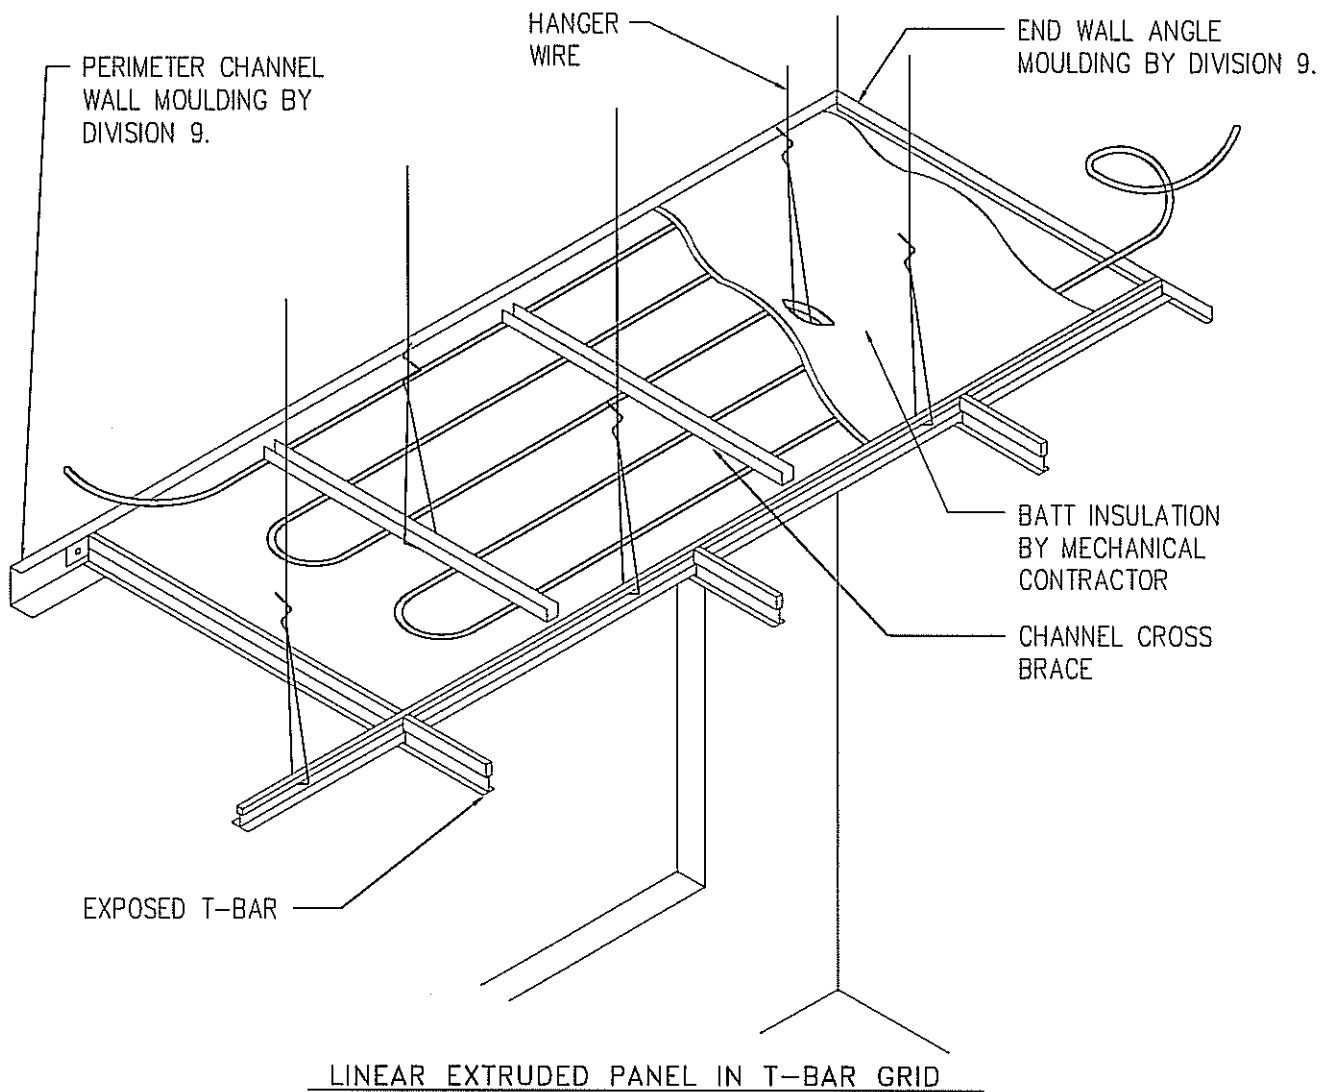 HANGER
WIRE
END WALL ANGLE
MOULDING BY DIVISION 9.
PERIMETER CHANNEL
WALL MOULDING BY
DIVISION 9.
BATT INSULATION
BY MECHANICAL
CONTRACTOR
CHANNEL CROSS
BRACE
EXPOSED T-BAR
LINEAR EXTRUDED PANEL IN T-BAR GRID